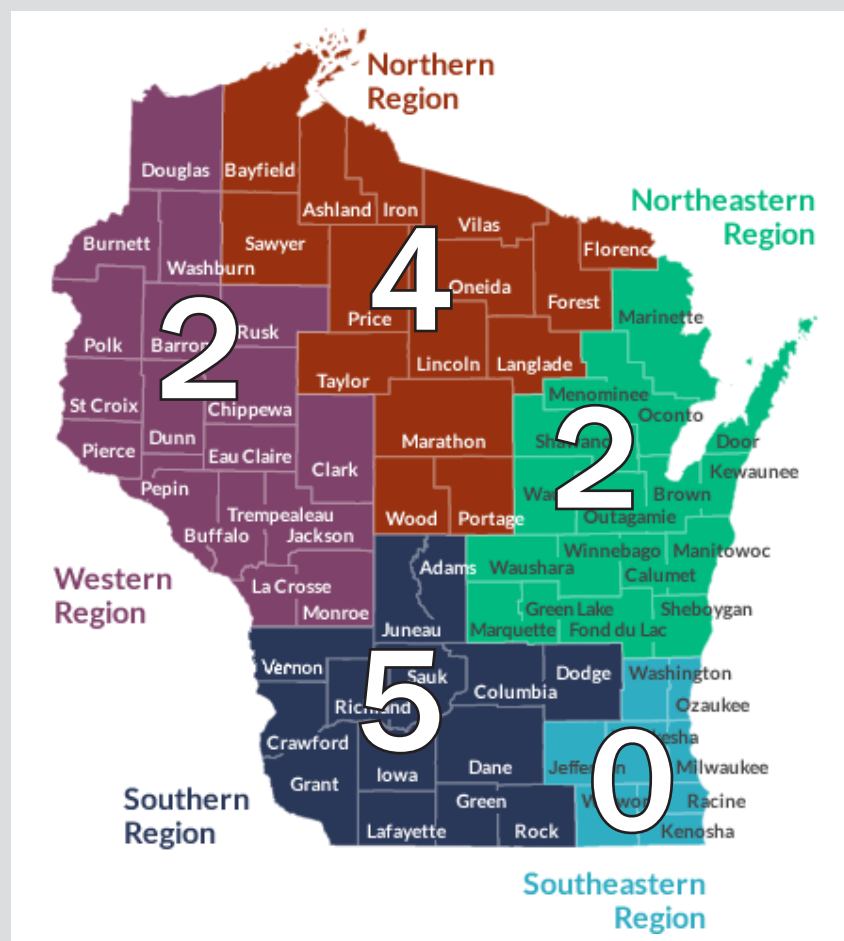 Northern
Region
Douglas
Bayfield
Ashland
Iron
Vilas
Northeastern
Region
Burnett
Washburn
Sawyer
Florenc
Price
4
Oneida
Forest
Marinette
Polk
Barron
2
Rusk
Taylor
Lincoln
Langlade
St Croix
Chippewa
Menominee
Oconto
Pierce
Dunn
Eau Claire
Clark
Marathon
Shawano
2
Door
Kewaunee
Pepin
Brown
Trempealeau
Wood
Portage
Outagamie
Buffalo
Jackson
Western
Region
La Crosse
Monroe
Adams
Juneau
Waushara
Winnebago
Manitowoc
Calumet
Green Lake
Sheboygan
Marquette
Fond du Lac
Vernon
Richland
5
Sauk
Columbia
Dodge
Washington
Ozaukee
Crawford
Grant
Iowa
Dane
0
Milwaukee
Southern
Region
Lafayette
Green
Rock
Racine
Kenosha
Southeastern
Region